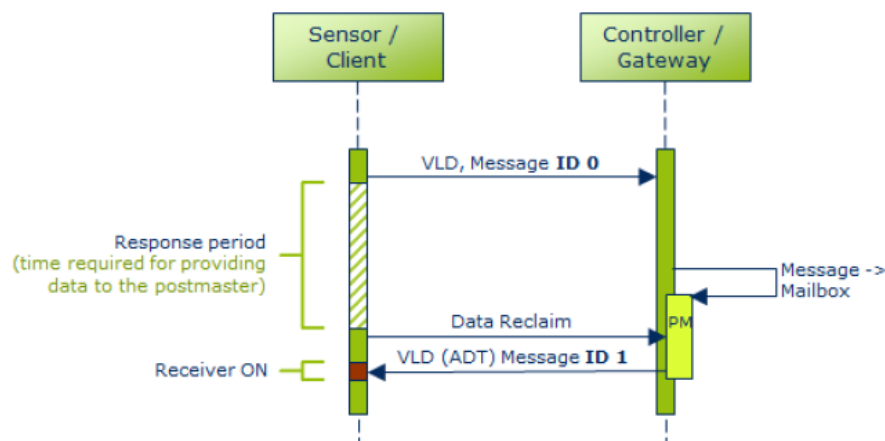 Sensor /
Client
Controller /
Gateway
VLD, Message ID 0
Response period
(time required for providing
data to the postmaster)
Message ->
Mailbox
Data Reclaim
PM
VLD (ADT) Message ID 1
Receiver ON